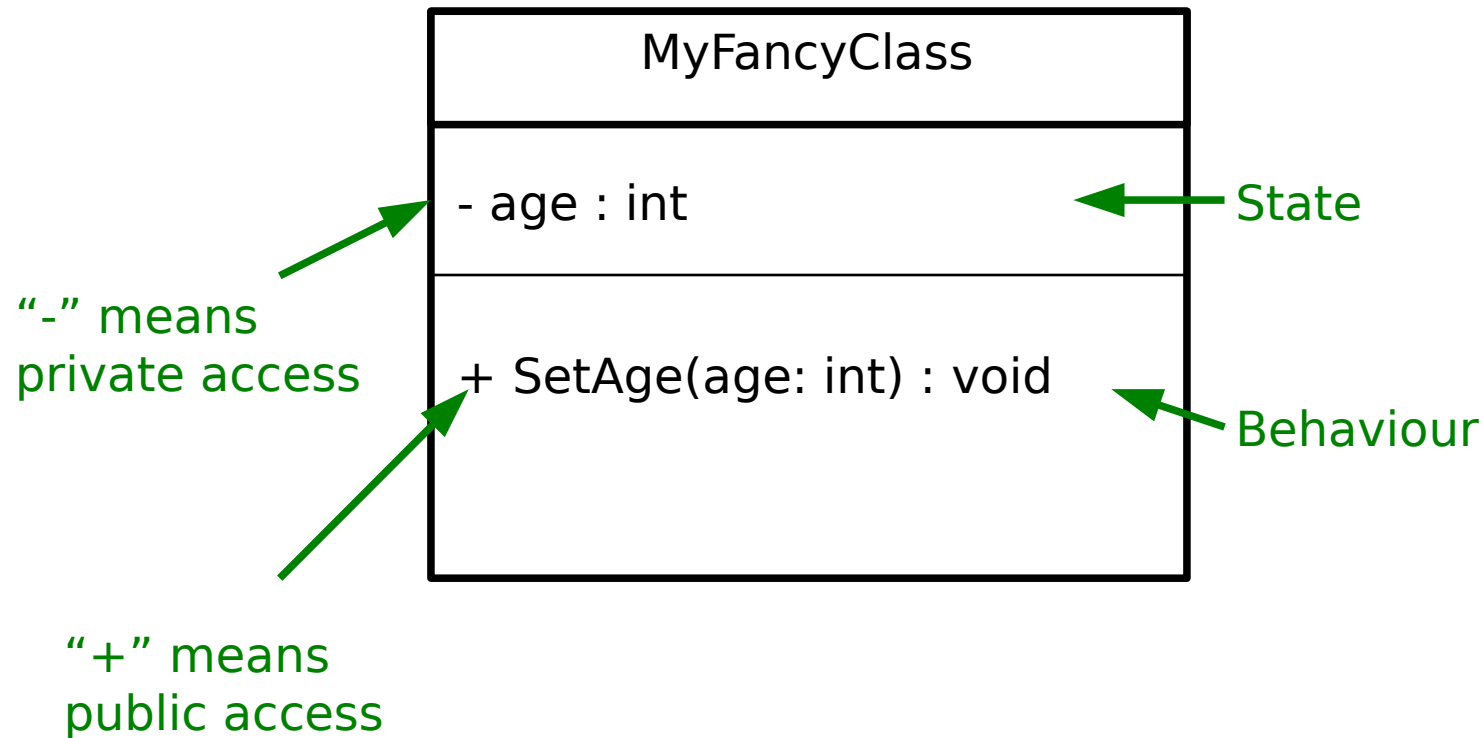 MyFancyClass
- age : int
State
“-” means
private access
+ SetAge(age: int) : void
Behaviour
“+” means
public access